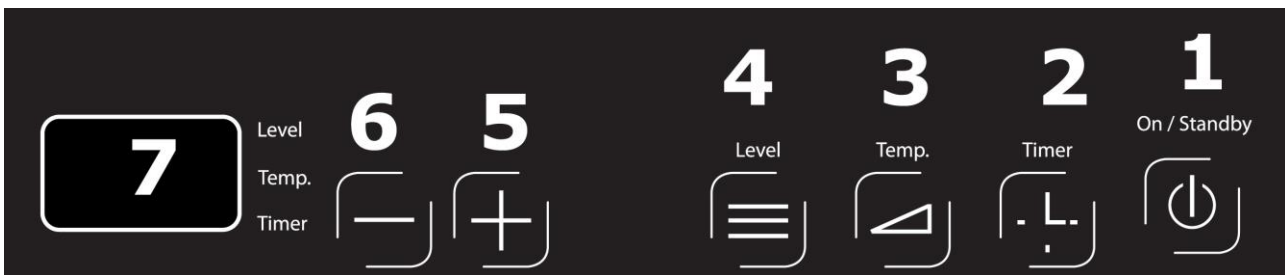 1
4 3 2
On / Standby
7 Level 6 5
Level Temp. Timer
Temp.
Timer